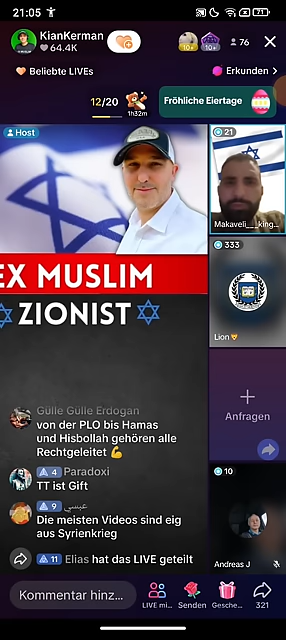 21:05
71
KianKerman
64.4K
10+
10+
76
Beliebte LIVEs
Erkunden
12/20
1h32m
Fröhliche Eiertage
Host
21
Makaveli__king...
EX MUSLIM
ZIONIST
333
Lion
Anfragen
Gülle Gülle Erdogan
von der PLO bis Hamas
und Hisbollah gehören alle
Rechtgeleitet 💪
4 Paradoxi
TT ist Gift
9 عيسى
Die meisten Videos sind eig
aus Syrienkrieg
11 Elias hat das LIVE geteilt
10
Andreas J
Kommentar hinz...
LIVE mi...
Senden
Gesche...
321